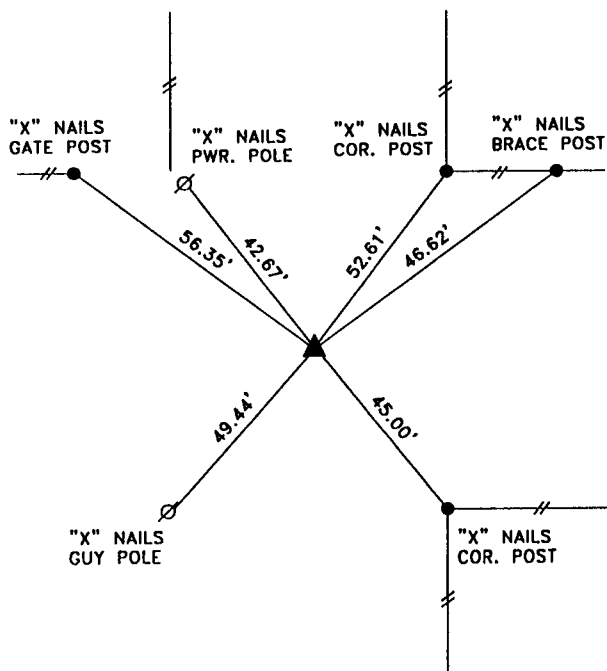 "X" NAILS
GATE POST
"X" NAILS
PWR. POLE
"X" NAILS
COR. POST
"X" NAILS
BRACE POST
56.35'
42.67'
52.61'
46.62'
49.44'
45.00'
"X" NAILS
GUY POLE
"X" NAILS
COR. POST